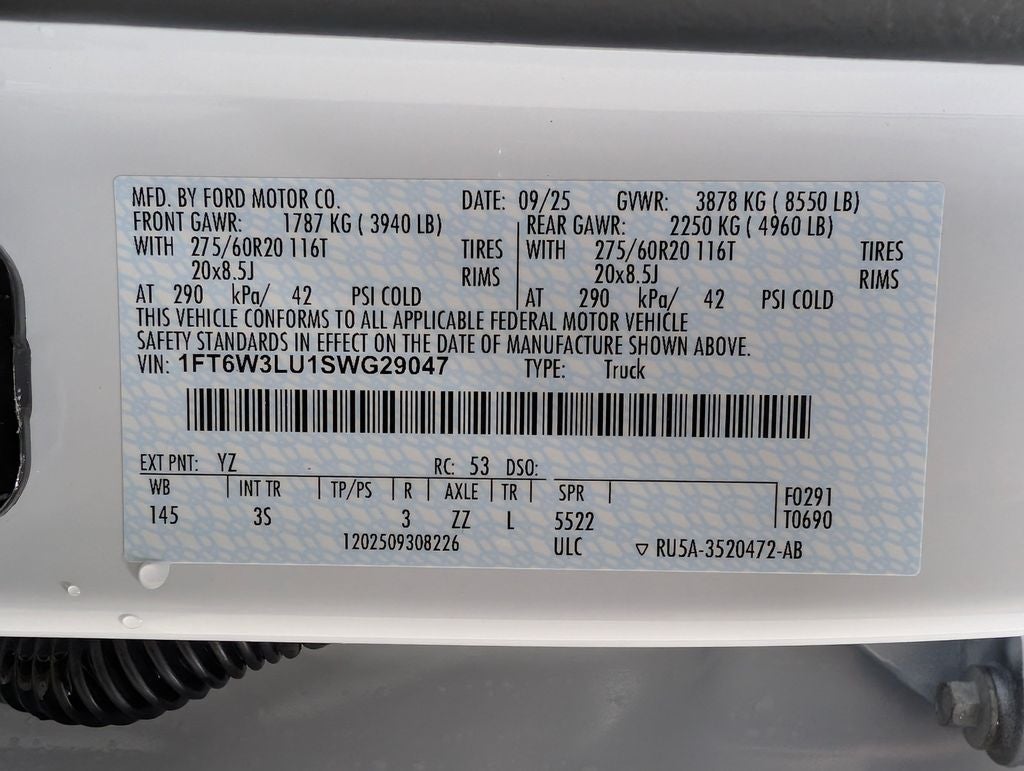 MFD. BY FORD MOTOR CO. DATE: 09/25 GVWR: 3878 KG ( 8550 LB)
FRONT GAWR: 1787 KG ( 3940 LB) REAR GAWR: 2250 KG ( 4960 LB)
WITH 275/60R20 116T TIRES WITH 275/60R20 116T TIRES
20x8.5J RIMS 20x8.5J RIMS
AT 290 kPa/ 42 PSI COLD AT 290 kPa/ 42 PSI COLD
THIS VEHICLE CONFORMS TO ALL APPLICABLE FEDERAL MOTOR VEHICLE
SAFETY STANDARDS IN EFFECT ON THE DATE OF MANUFACTURE SHOWN ABOVE.
VIN: 1FT6W3LU1SWG29047 TYPE: Truck
EXT PNT: YZ RC: 53 DSO:
WB INT TR TP/PS R AXLE TR SPR F0291
145 3S 3 ZZ L 5522 T0690
1202509308226 ULC ▽ RU5A-3520472-AB